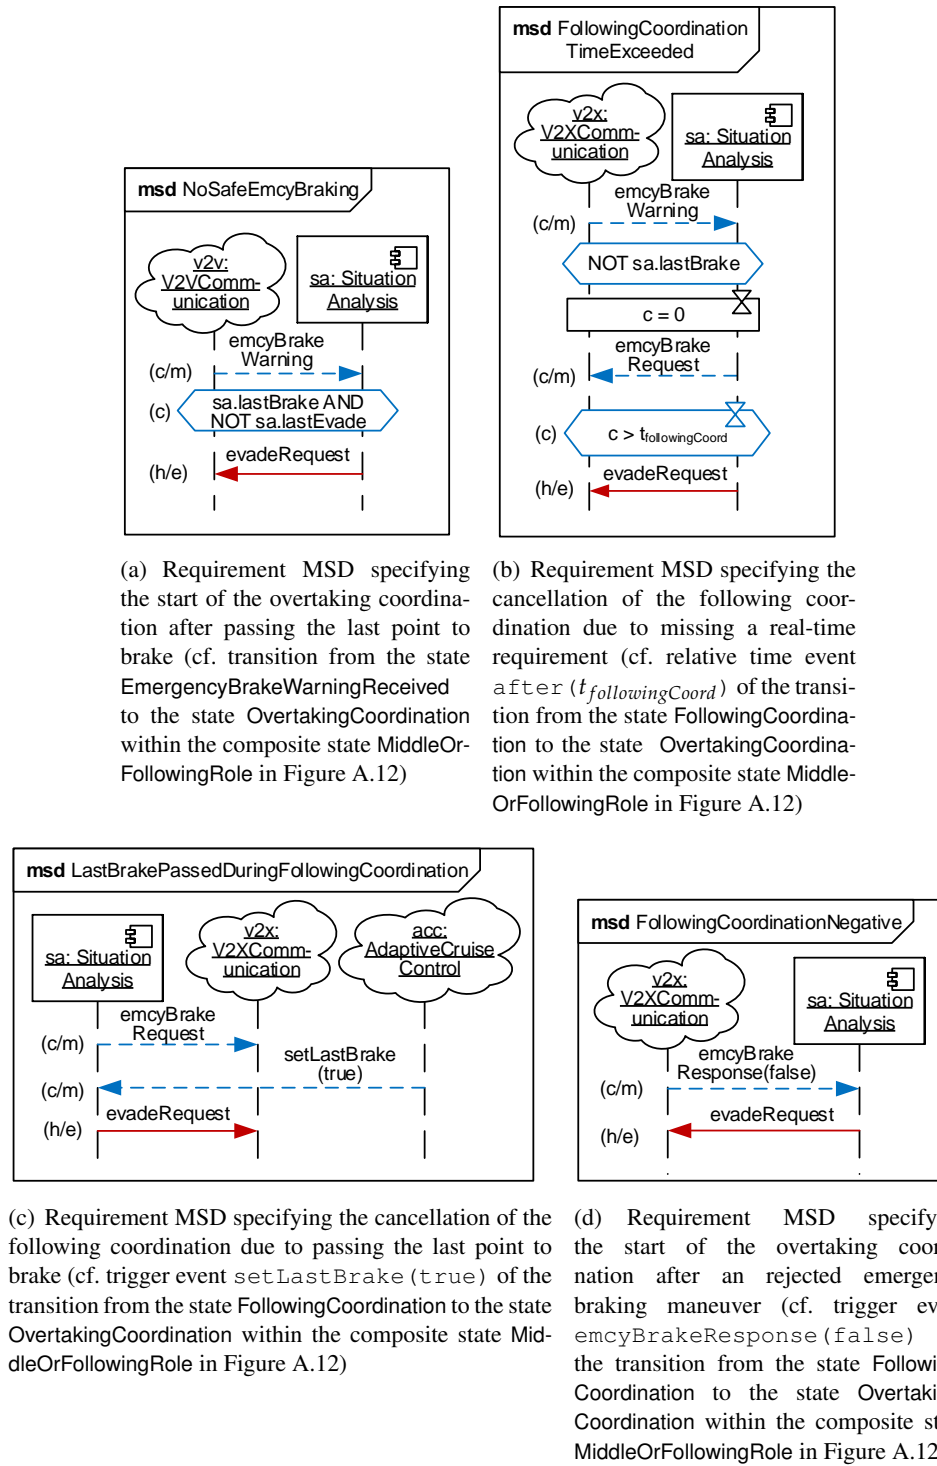 msd NoSafeEmcyBraking
v2v:
V2VComm-
unication
sa: Situation
Analysis
emcyBrake
Warning
(c/m)
(c)
sa.lastBrake AND
NOT sa.lastEvade
evadeRequest
(h/e)
(a) Requirement MSD specifying
the start of the overtaking coordina-
tion after passing the last point to
brake (cf. transition from the state
EmergencyBrakeWarningReceived
to the state OvertakingCoordination
within the composite state MiddleOr-
FollowingRole in Figure A.12)
msd FollowingCoordination
TimeExceeded
v2x:
V2XComm-
unication
sa: Situation
Analysis
emcyBrake
Warning
(c/m)
NOT sa.lastBrake
c = 0
emcyBrake
Request
(c/m)
(c)
c > tfollowingCoord
evadeRequest
(h/e)
(b) Requirement MSD specifying the
cancellation of the following coor-
dination due to missing a real-time
requirement (cf. relative time event
after(tfollowingCoord) of the transi-
tion from the state FollowingCoordina-
tion to the state OvertakingCoordina-
tion within the composite state Middle-
OrFollowingRole in Figure A.12)
msd LastBrakePassedDuringFollowingCoordination
sa: Situation
Analysis
v2x:
V2XComm-
unication
acc:
AdaptiveCruise
Control
emcyBrake
Request
(c/m)
setLastBrake
(true)
(c/m)
evadeRequest
(h/e)
(c) Requirement MSD specifying the cancellation of the
following coordination due to passing the last point to
brake (cf. trigger event setLastBrake(true) of the
transition from the state FollowingCoordination to the state
OvertakingCoordination within the composite state Mid-
dleOrFollowingRole in Figure A.12)
msd FollowingCoordinationNegative
v2x:
V2XComm-
unication
sa: Situation
Analysis
emcyBrake
Response(false)
(c/m)
evadeRequest
(h/e)
(d) Requirement MSD specify
the start of the overtaking coor
nation after an rejected emergen
braking maneuver (cf. trigger ev
emcyBrakeResponse(false)
the transition from the state Followi
Coordination to the state Overtaki
Coordination within the composite st
MiddleOrFollowingRole in Figure A.12